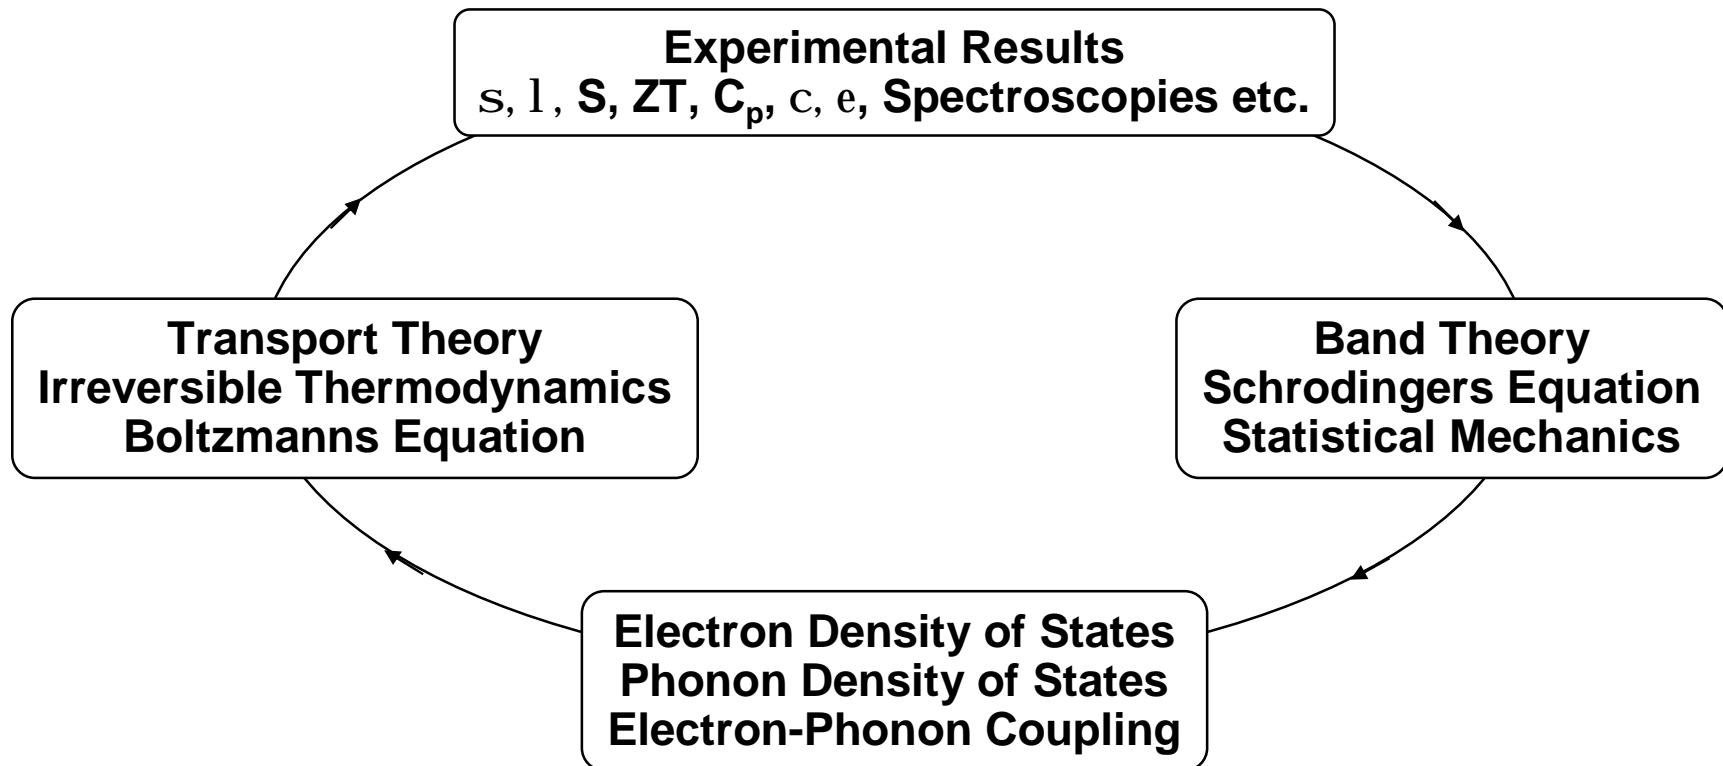 Experimental Results
s, l, S, ZT, Cp, c, e, Spectroscopies etc.
Transport Theory
Irreversible Thermodynamics
Boltzmanns Equation
Band Theory
Schrodingers Equation
Statistical Mechanics
Electron Density of States
Phonon Density of States
Electron-Phonon Coupling